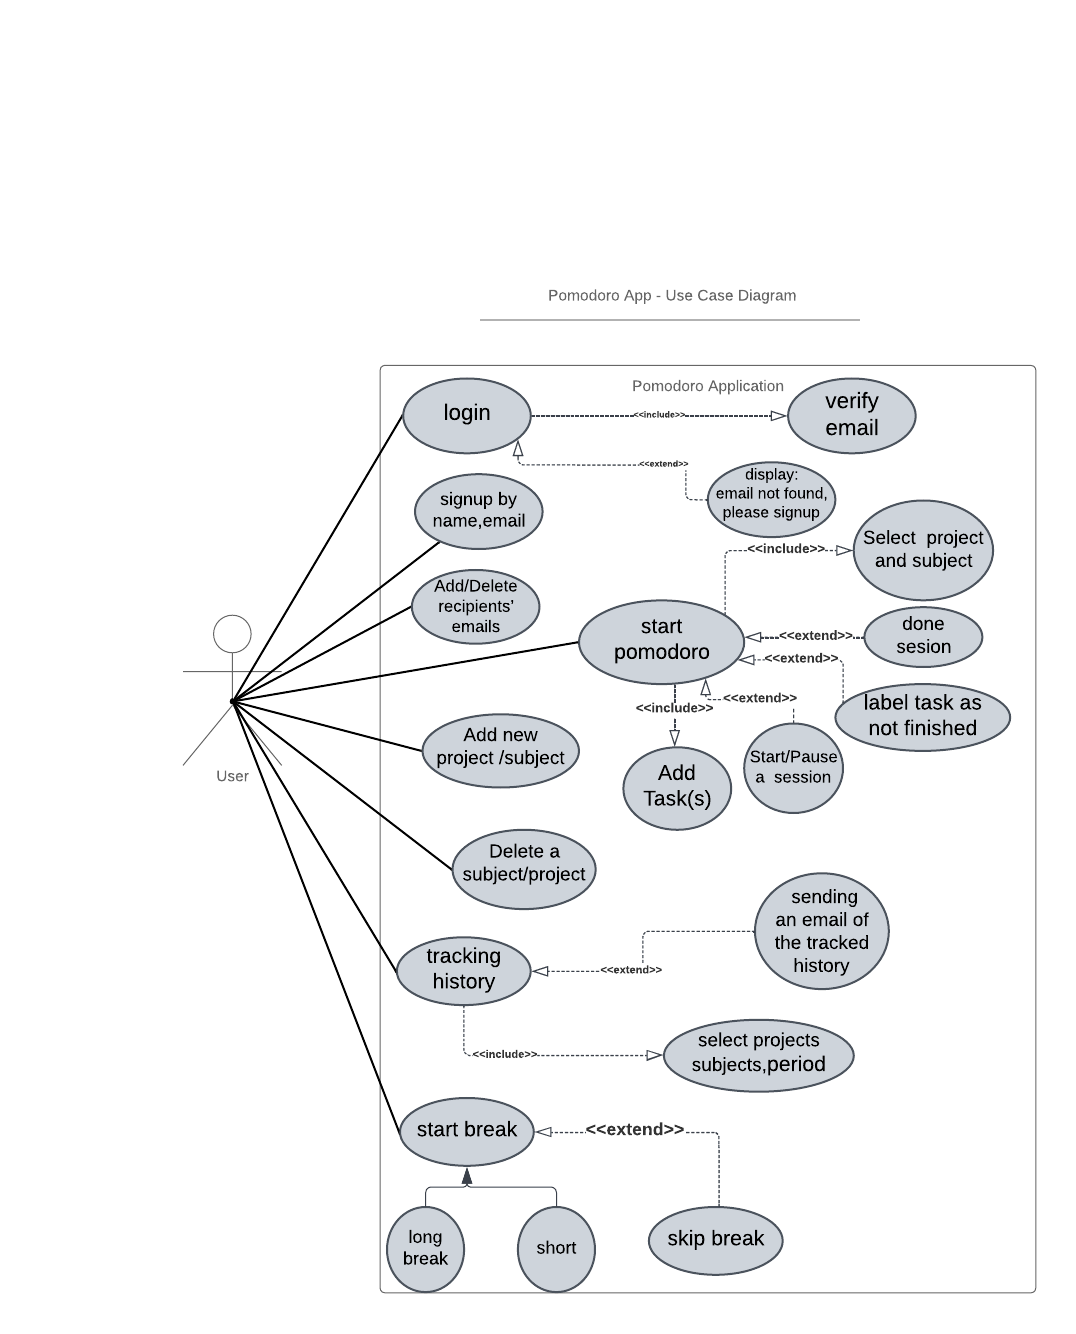 Pomodoro App - Use Case Diagram
Pomodoro Application
login
<<include>>
verify
email
<<extend>>
display:
email not found,
please signup
signup by
name,email
<<include>>
Select  project
and subject
Add/Delete
recipients’
emails
start
pomodoro
<<extend>>
done
sesion
<<extend>>
label task as
not finished
<<extend>>
<<include>>
Start/Pause
a  session
Add
Task(s)
Add new
project /subject
User
Delete a
subject/project
sending
an email of
the tracked
history
tracking
history
<<extend>>
<<include>>
select projects
subjects,period
start break
<<extend>>
long
break
short
skip break